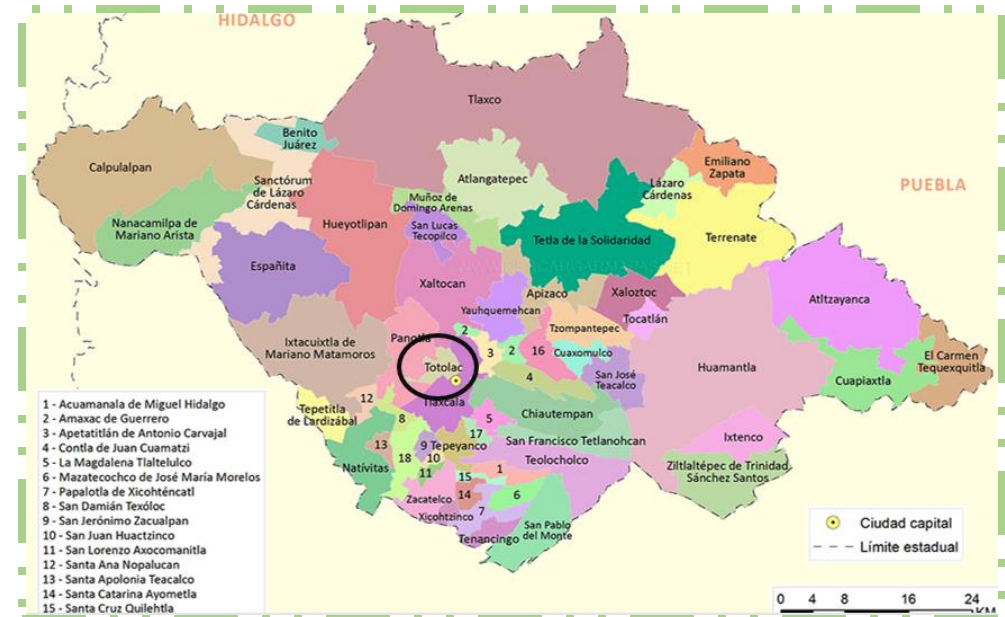 HIDALGO
Tlaxco
Benito
Juárez
Calpulalpan
Emiliano
Zapata
Sanctórum
de Lázaro
Cárdenas
Atlangatepec
Lázaro
Cárdenas
PUEBLA
Nanacamilpa de
Mariano Arista
Hueyotlipan
Muñoz de
Domingo Arenas
San Lucas
Tecopilco
Tetla de la Solidaridad
Terrenate
Españita
Xaltocan
Apizaco
Xaloztoc
Atltzayanca
Yauhquemehcan
Tocatlán
Panotla
2
Tzompantepec
Ixtacuixtla de
Mariano Matamoros
3
2
16
Cuaxomulco
El Carmen
Tequexquitla
Totolac
4
San José
Teacalco
Huamantla
Cuapiaxtla
12
Tlaxcala
Tepetitla
de Lardizábal
8
5
Chiautempan
17
Ixtenco
13
9
Tepeyanco
San Francisco Tetlanohcan
Natívitas
18
10
Teolocholco
11
15
1
Ziltlaltépec de Trinidad
Sánchez Santos
Zacatelco
14
6
Xicohtzinco
7
San Pablo
del Monte
Tenancingo
1 - Acuamanala de Miguel Hidalgo
2 - Amaxac de Guerrero
3 - Apetatitlán de Antonio Carvajal
4 - Contla de Juan Cuamatzi
5 - La Magdalena Tlaltelulco
6 - Mazatecochco de José María Morelos
7 - Papalotla de Xicohténcatl
8 - San Damián Texóloc
9 - San Jerónimo Zacualpan
10 - San Juan Huactzinco
11 - San Lorenzo Axocomanitla
12 - Santa Ana Nopalucan
13 - Santa Apolonia Teacalco
14 - Santa Catarina Ayometla
15 - Santa Cruz Quilehtla
Ciudad capital
Límite estadual
0 4 8 16 24
KM